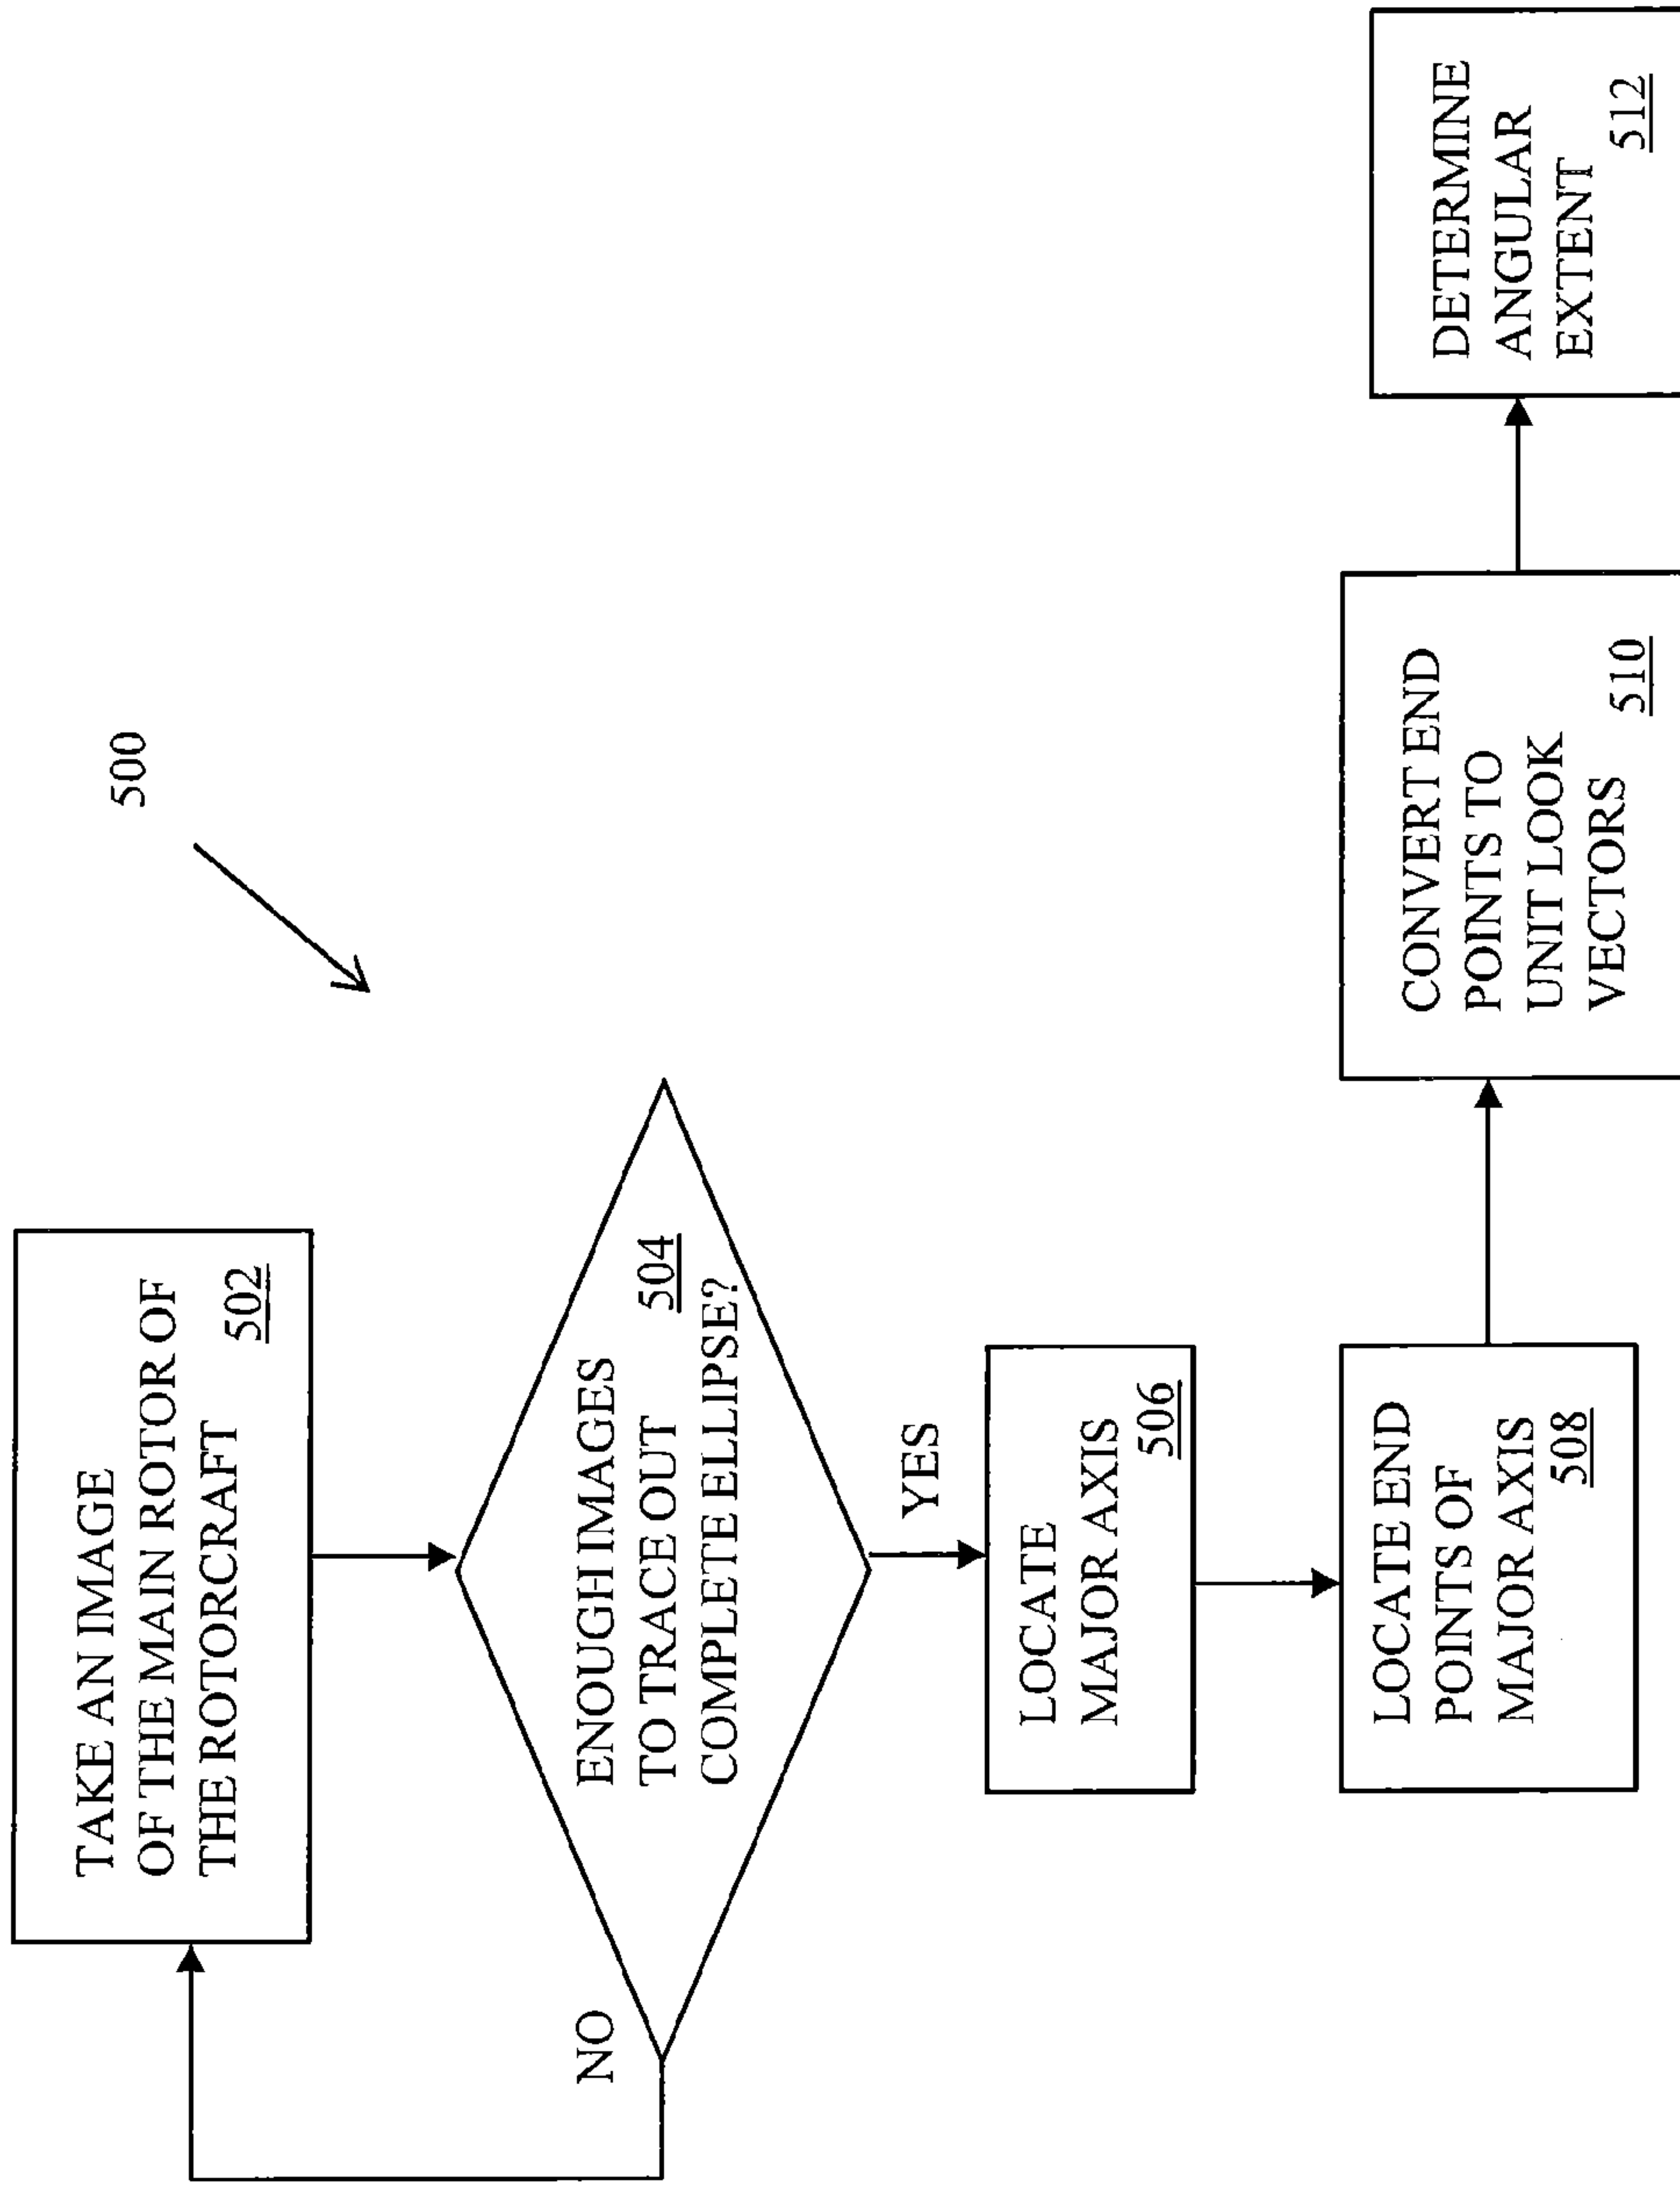 500
TAKE AN IMAGE
OF THE MAIN ROTOR OF
THE ROTORCRAFT
502
ENOUGH IMAGES
504
TO TRACE OUT
COMPLETE ELLIPSE?
NO
YES
LOCATE
MAJOR AXIS
506
LOCATE END
POINTS OF
MAJOR AXIS
508
CONVERT END
POINTS TO
UNIT LOOK
VECTORS
510
DETERMINE
ANGULAR
EXTENT
512